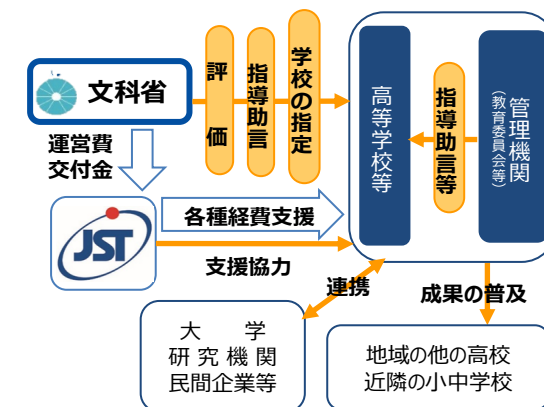 文科省
評価
指導助言
学校の指定
高等学校等
指導助言等
管理機関
（教育委員会等）
運営費
交付金
JST
各種経費支援
支援協力
連携
成果の普及
大　学
研究機関
民間企業等
地域の他の高校
近隣の小中学校